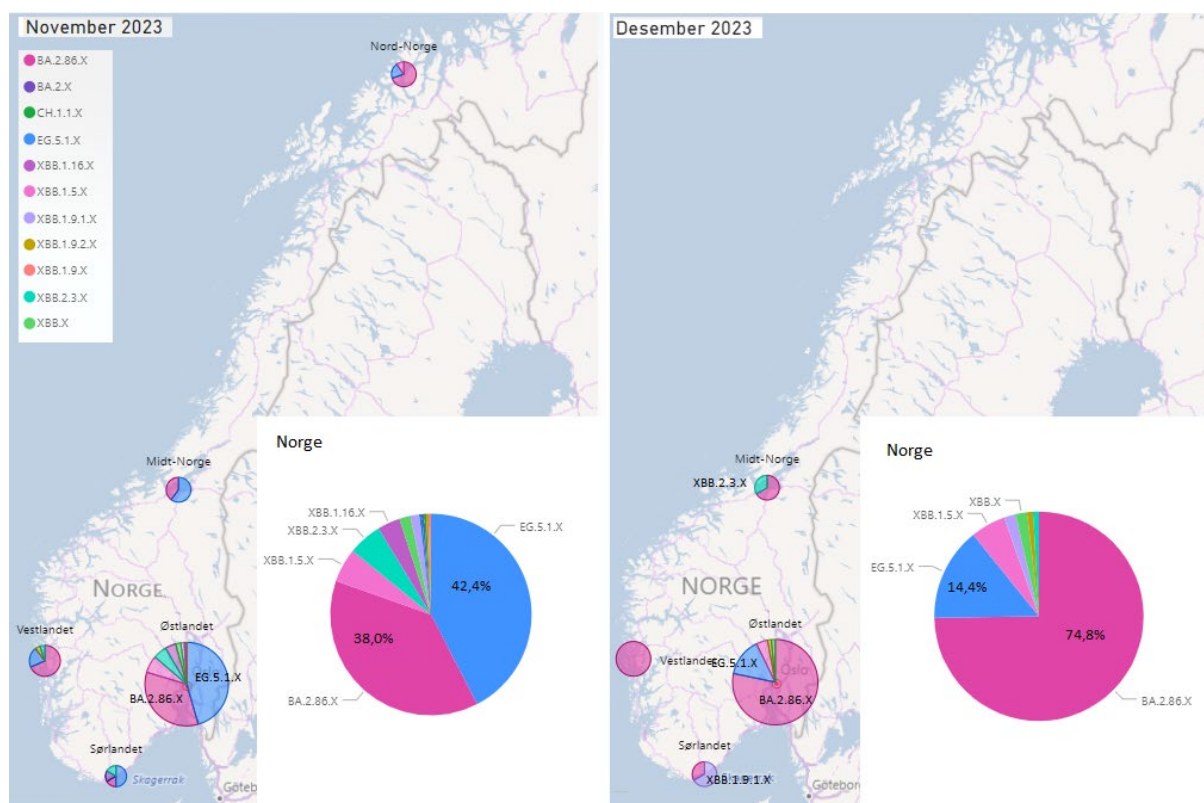 November 2023
BA.2.86.X
BA.2.X
CH.1.1.X
EG.5.1.X
XBB.1.16.X
XBB.1.5.X
XBB.1.9.1.X
XBB.1.9.2.X
XBB.1.9.X
XBB.2.3.X
XBB.X
Nord-Norge
Midt-Norge
NORGE
Vestlandet
Østlandet
Oslo
EG.5.1.X
BA.2.86.X
Sørlandet
Skagerrak
Göteb
Norge
XBB.1.16.X
XBB.2.3.X
XBB.1.5.X
EG.5.1.X
42,4%
38,0%
BA.2.86.X
Desember 2023
Midt-Norge
XBB.2.3.X
NORGE
Østlandet
Vestlandet
EG.5.1.X
Oslo
BA.2.86.X
Sørlandet
XBB.1.9.1.X
Göteborg
Norge
XBB.X
XBB.1.5.X
EG.5.1.X
14,4%
74,8%
BA.2.86.X